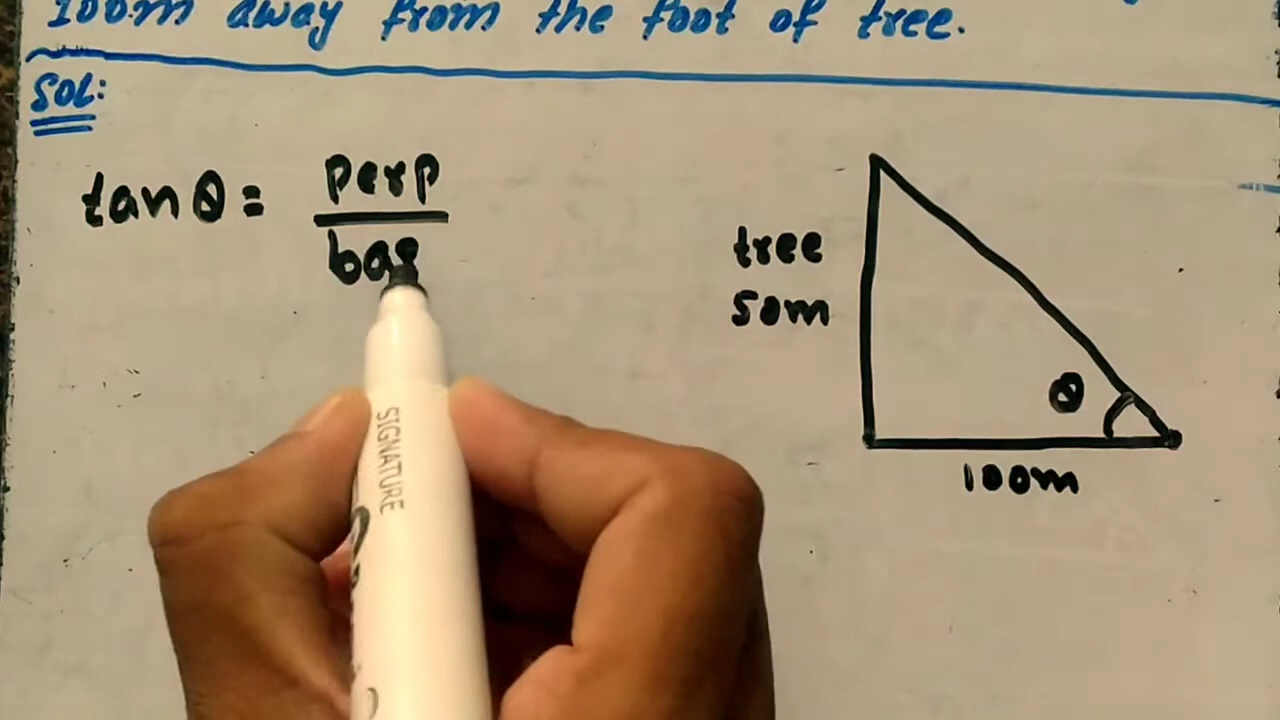 100m away from the foot of tree.
SOL:
tanθ = perp
bas
tree
50m
θ
100m
SIGNATURE